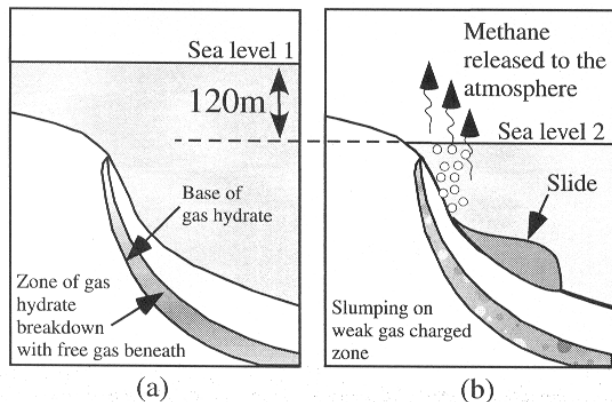 Sea level 1
120m
Base of
gas hydrate
Zone of gas
hydrate
breakdown
with free gas beneath
(a)
Methane
released to the
atmosphere
Sea level 2
Slide
Slumping on
weak gas charged
zone
(b)